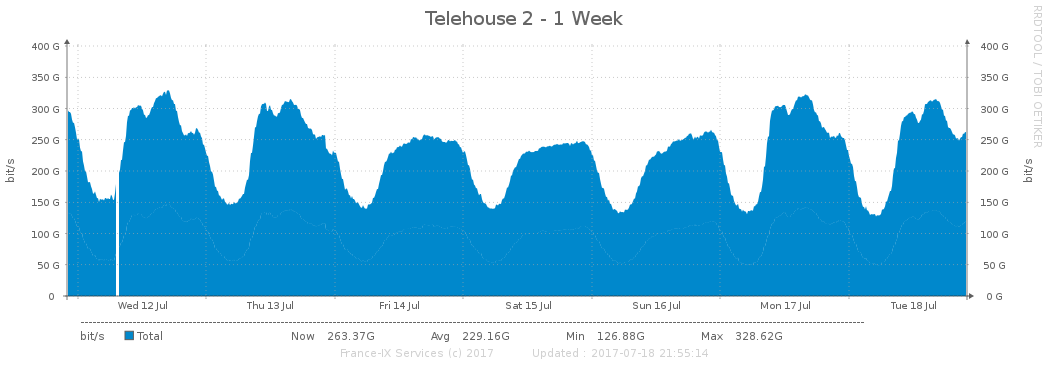 Telehouse 2 - 1 Week
RRDTOOL / TOBI OETIKER
400 G 400 G
350 G 350 G
300 G 300 G
250 G 250 G
200 G 200 G
150 G 150 G
100 G 100 G
50 G 50 G
0 0 G
bit/s bit/s
Wed 12 Jul Thu 13 Jul Fri 14 Jul Sat 15 Jul Sun 16 Jul Mon 17 Jul Tue 18 Jul
bit/s Total Now 263.37G Avg 229.16G Min 126.88G Max 328.62G
France-IX Services (c) 2017 Updated : 2017-07-18 21:55:14